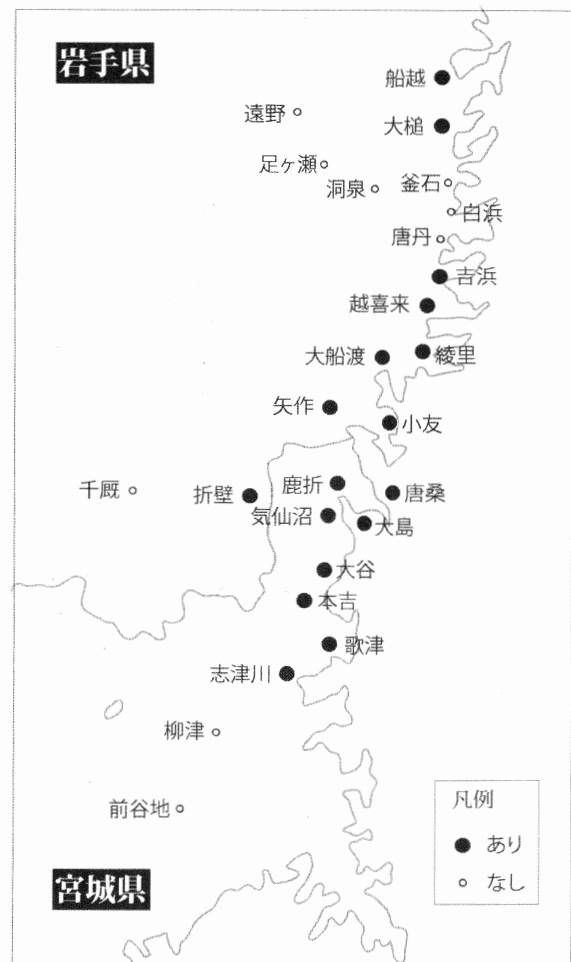 岩手県
船越
遠野
大槌
足ヶ瀬
洞泉
釜石
白浜
唐丹
吉浜
越喜来
大船渡
綾里
矢作
小友
千厩
折壁
鹿折
唐桑
気仙沼
大島
大谷
本吉
歌津
志津川
柳津
前谷地
凡例
あり
なし
宮城県